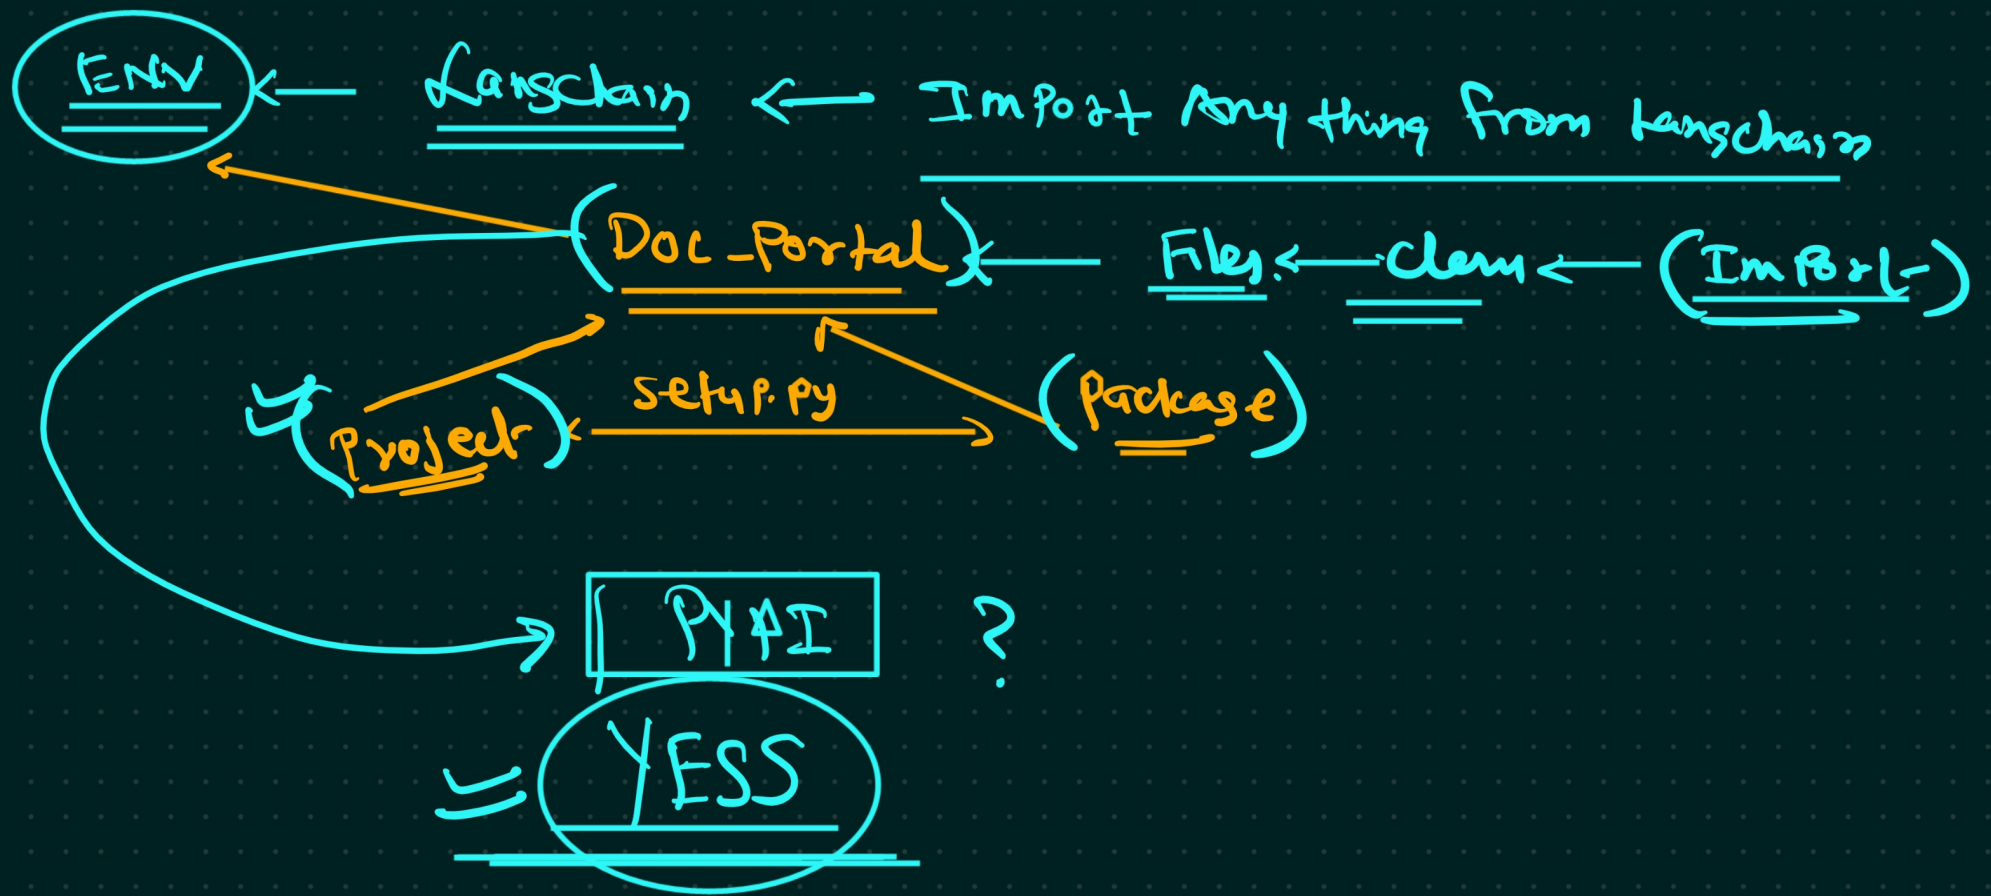 ENV ← Langchain ← Import Any thing from Langchain
(Doc_Portal) ← Files ← Class ← (Import)
(Project) setup.py (Package)
PYPI ?
YESS